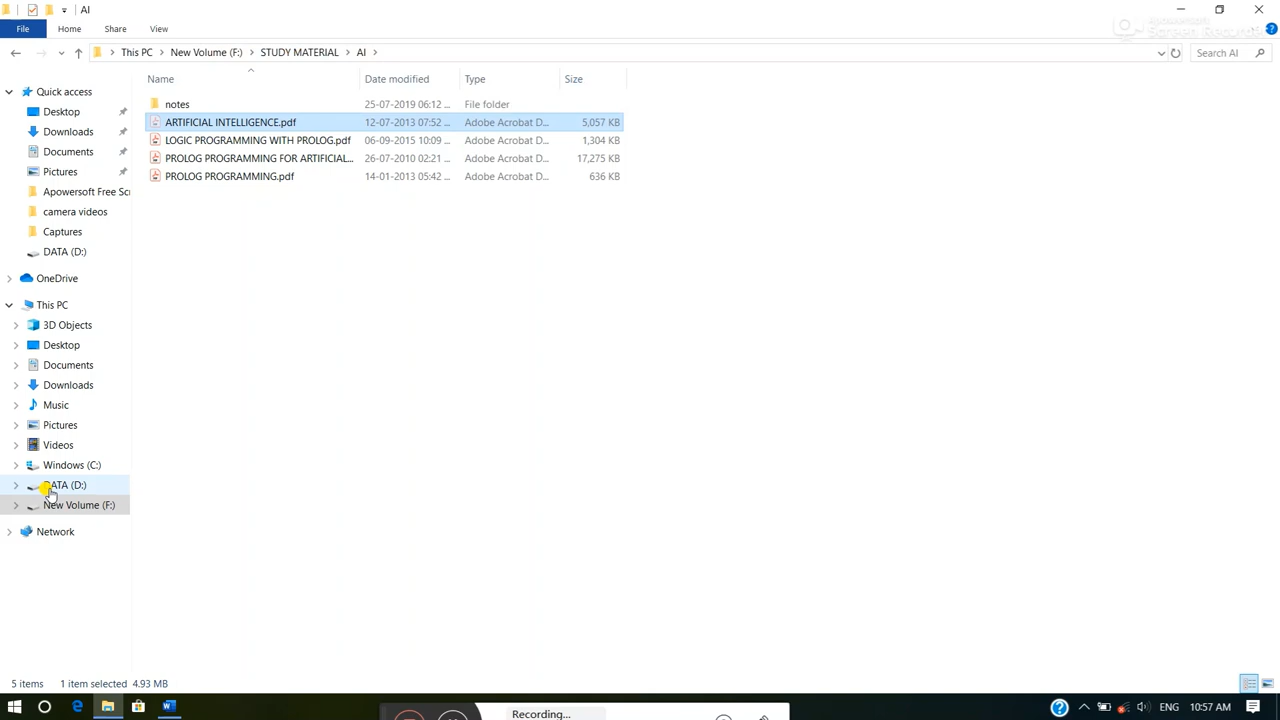 AI
File Home Share View
This PC New Volume (F:) STUDY MATERIAL AI Search AI
Apowersoft
Screen Recorder
Name Date modified Type Size
notes 25-07-2019 06:12 ... File folder
ARTIFICIAL INTELLIGENCE.pdf 12-07-2013 07:52 ... Adobe Acrobat D... 5,057 KB
LOGIC PROGRAMMING WITH PROLOG.pdf 06-09-2015 10:09 ... Adobe Acrobat D... 1,304 KB
PROLOG PROGRAMMING FOR ARTIFICIAL... 26-07-2010 02:21 ... Adobe Acrobat D... 17,275 KB
PROLOG PROGRAMMING.pdf 14-01-2013 05:42 ... Adobe Acrobat D... 636 KB
Quick access
Desktop
Downloads
Documents
Pictures
Apowersoft Free Scr
camera videos
Captures
DATA (D:)
OneDrive
This PC
3D Objects
Desktop
Documents
Downloads
Music
Pictures
Videos
Windows (C:)
DATA (D:)
New Volume (F:)
Network
5 items 1 item selected 4.93 MB
Recording...
ENG 10:57 AM